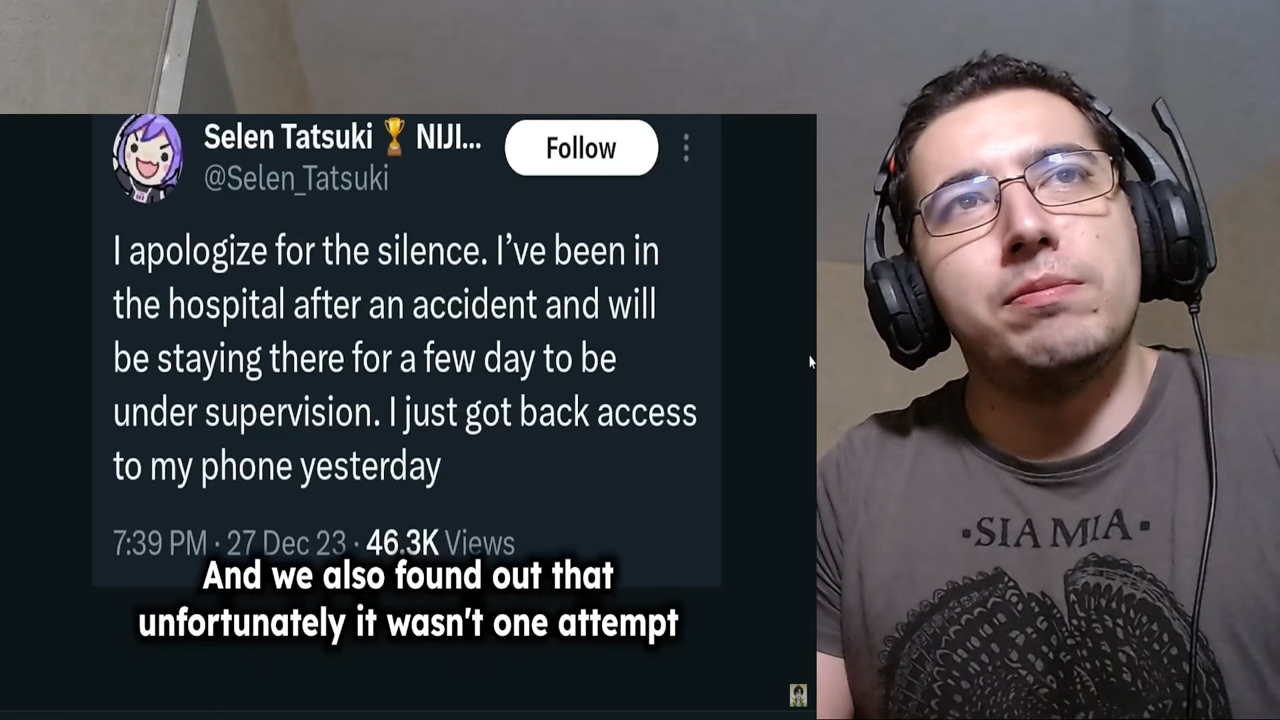 Selen Tatsuki 🏆 NIJI...
Follow
@Selen_Tatsuki
I apologize for the silence. I’ve been in
the hospital after an accident and will
be staying there for a few day to be
under supervision. I just got back access
to my phone yesterday
7:39 PM · 27 Dec 23 · 46.3K Views
And we also found out that
unfortunately it wasn't one attempt
·SIAMIA·